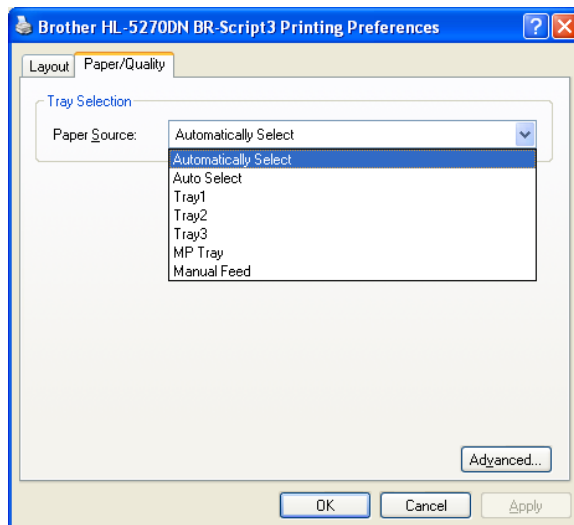 Brother HL-5270DN BR-Script3 Printing Preferences
Layout Paper/Quality
Tray Selection
Paper Source: Automatically Select
Automatically Select
Auto Select
Tray1
Tray2
Tray3
MP Tray
Manual Feed
Advanced...
OK Cancel Apply